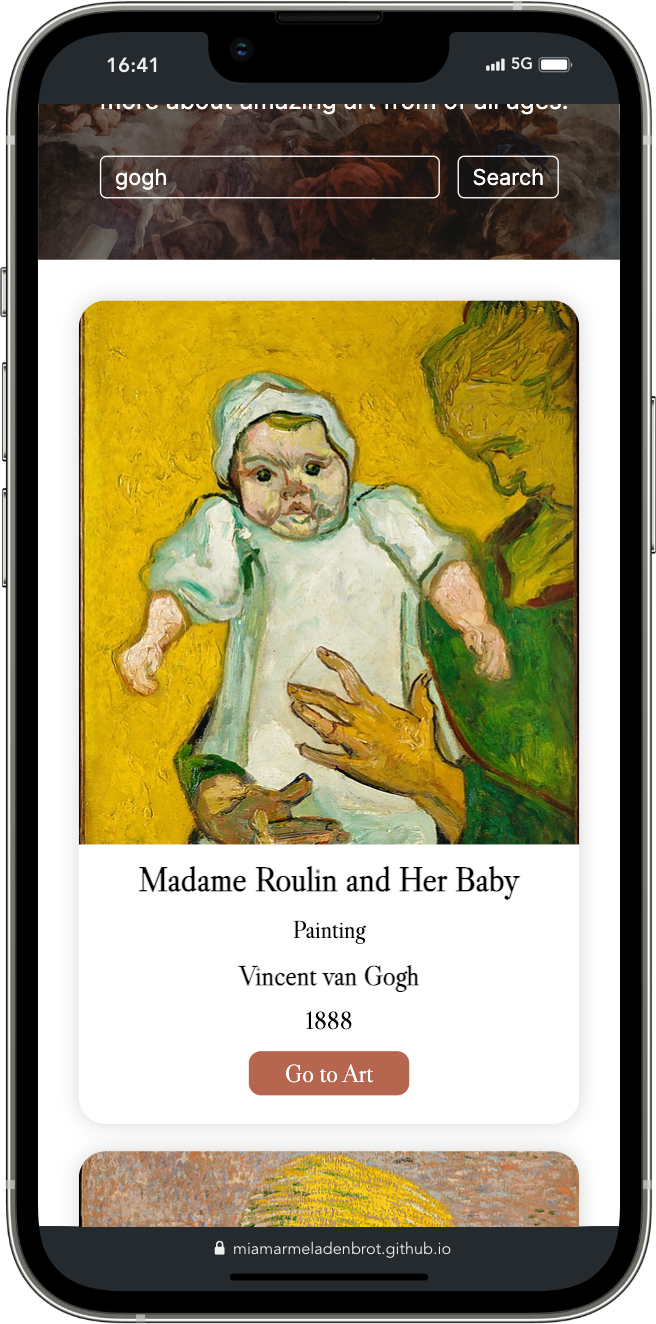 16:41
5G
more about amazing art from of all ages.
gogh
Search
Madame Roulin and Her Baby
Painting
Vincent van Gogh
1888
Go to Art
miamarmeladenbrot.github.io